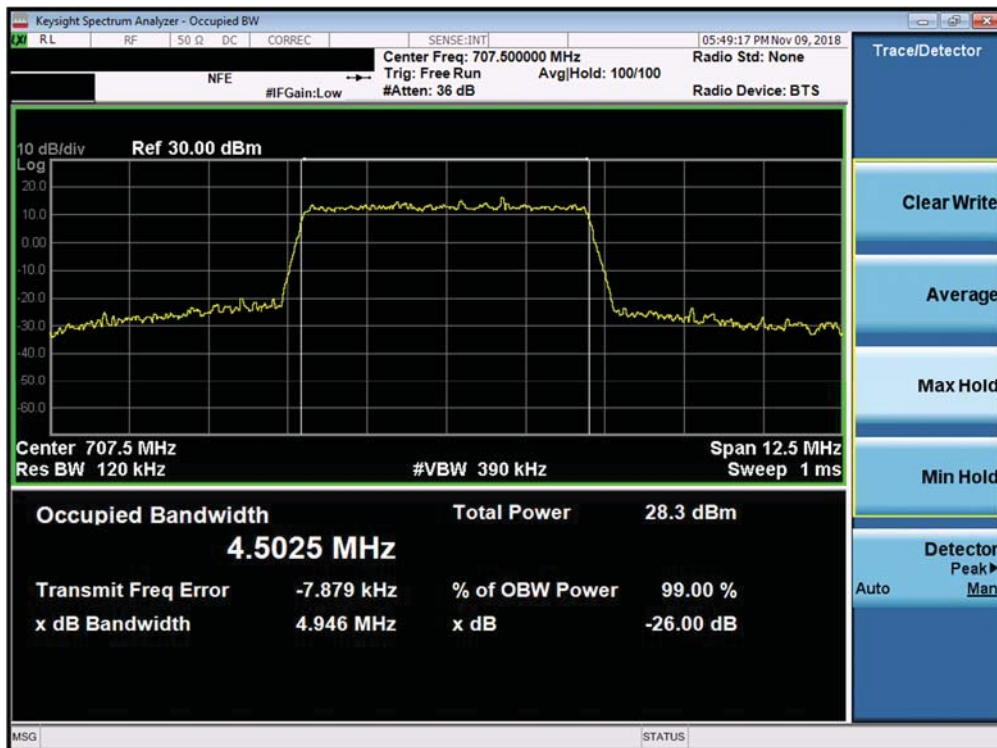 Keysight Spectrum Analyzer - Occupied BW
LXI RL RF 50 Ω DC CORREC SENSE:INT 05:49:17 PM Nov 09, 2018
Center Freq: 707.500000 MHz Radio Std: None
NFE Trig: Free Run Avg|Hold: 100/100
#IFGain:Low #Atten: 36 dB Radio Device: BTS
Trace/Detector
10 dB/div Ref 30.00 dBm
Log
20.0
10.0
0.00
-10.0
-20.0
-30.0
-40.0
-50.0
-60.0
Center 707.5 MHz Span 12.5 MHz
Res BW 120 kHz #VBW 390 kHz Sweep 1 ms
Occupied Bandwidth Total Power 28.3 dBm
4.5025 MHz
Transmit Freq Error -7.879 kHz % of OBW Power 99.00 %
x dB Bandwidth 4.946 MHz x dB -26.00 dB
Clear Write
Average
Max Hold
Min Hold
Detector
Peak▶
Auto Man
MSG STATUS